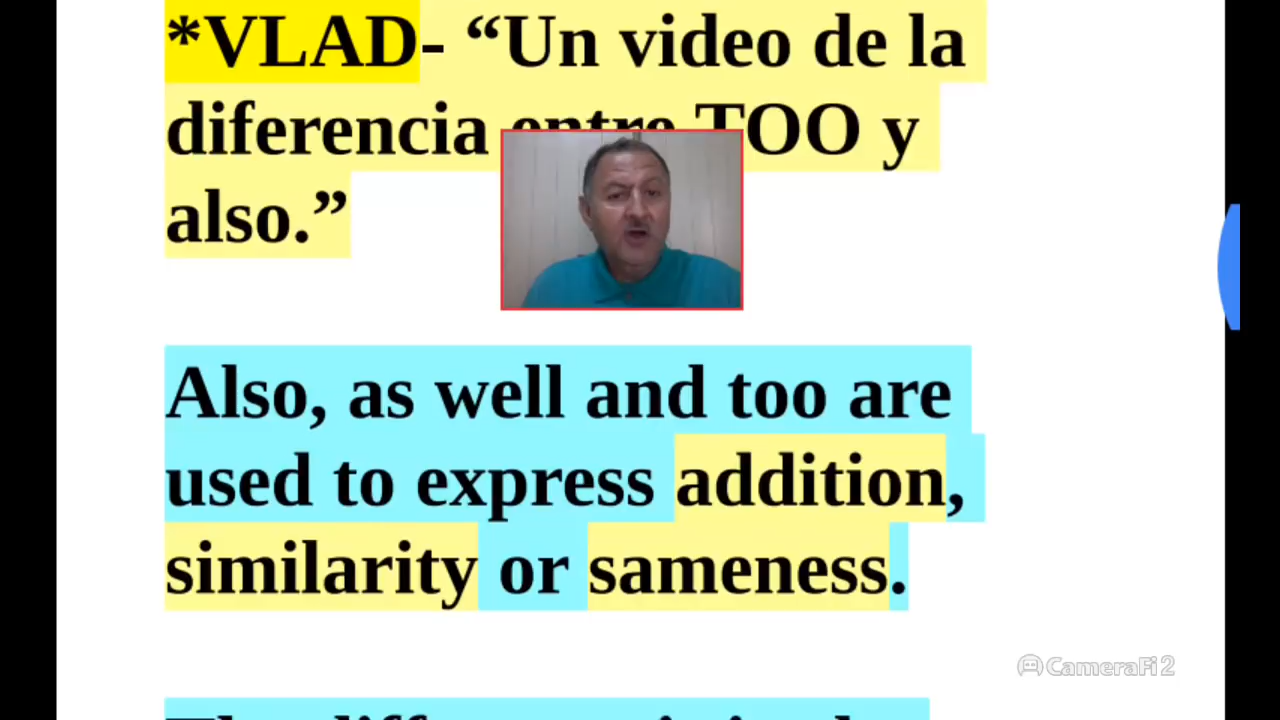 *VLAD- “Un video de la
diferencia entre TOO y
also.”
Also, as well and too are
used to express addition,
similarity or sameness.
CameraFi2